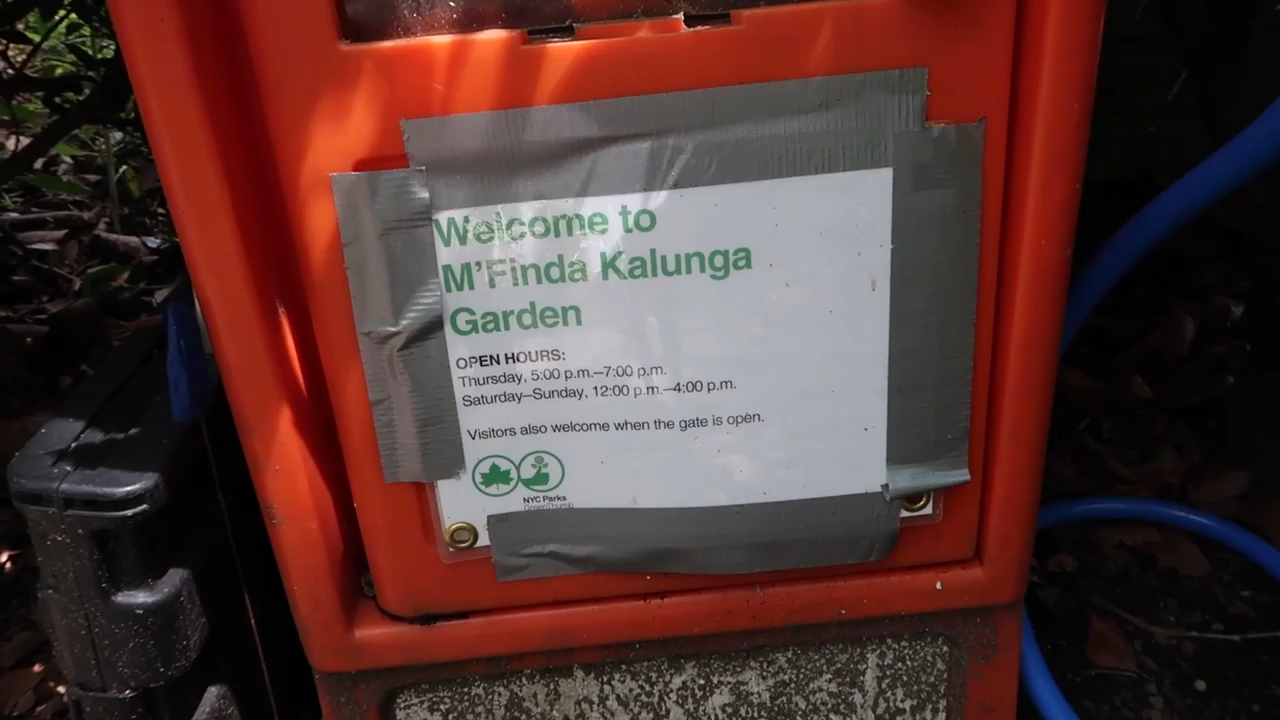 Welcome to
M'Finda Kalunga
Garden
OPEN HOURS:
Thursday, 5:00 p.m.–7:00 p.m.
Saturday–Sunday, 12:00 p.m.–4:00 p.m.
Visitors also welcome when the gate is open.
NYC Parks
GreenThumb